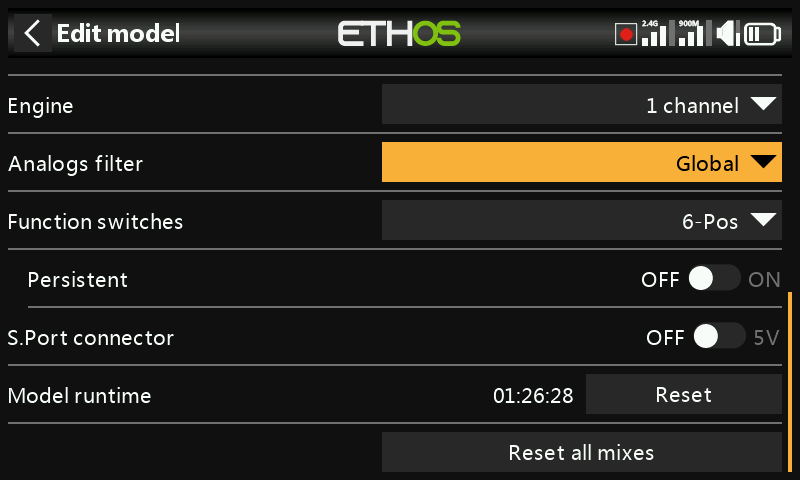 Edit model
ETHOS
2.4G
900M
Engine
1 channel
Analogs filter
Global
Function switches
6-Pos
Persistent
OFF ON
S.Port connector
OFF 5V
Model runtime
01:26:28
Reset
Reset all mixes